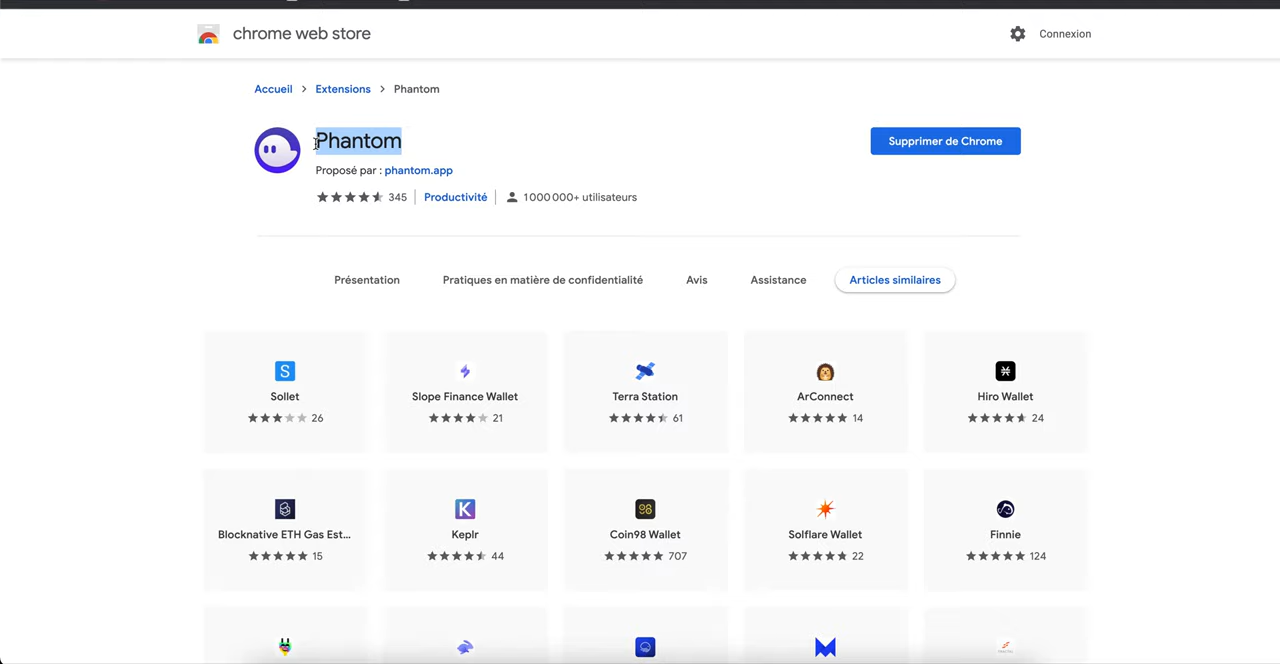 chrome web store
Connexion
Accueil > Extensions > Phantom
Phantom
Supprimer de Chrome
Proposé par : phantom.app
345 Productivité 1 000 000+ utilisateurs
Présentation Pratiques en matière de confidentialité Avis Assistance Articles similaires
S
Sollet Slope Finance Wallet Terra Station ArConnect Hiro Wallet
26 21 61 14 24
K 98
Blocknative ETH Gas Est... Keplr Coin98 Wallet Solflare Wallet Finnie
15 44 707 22 124